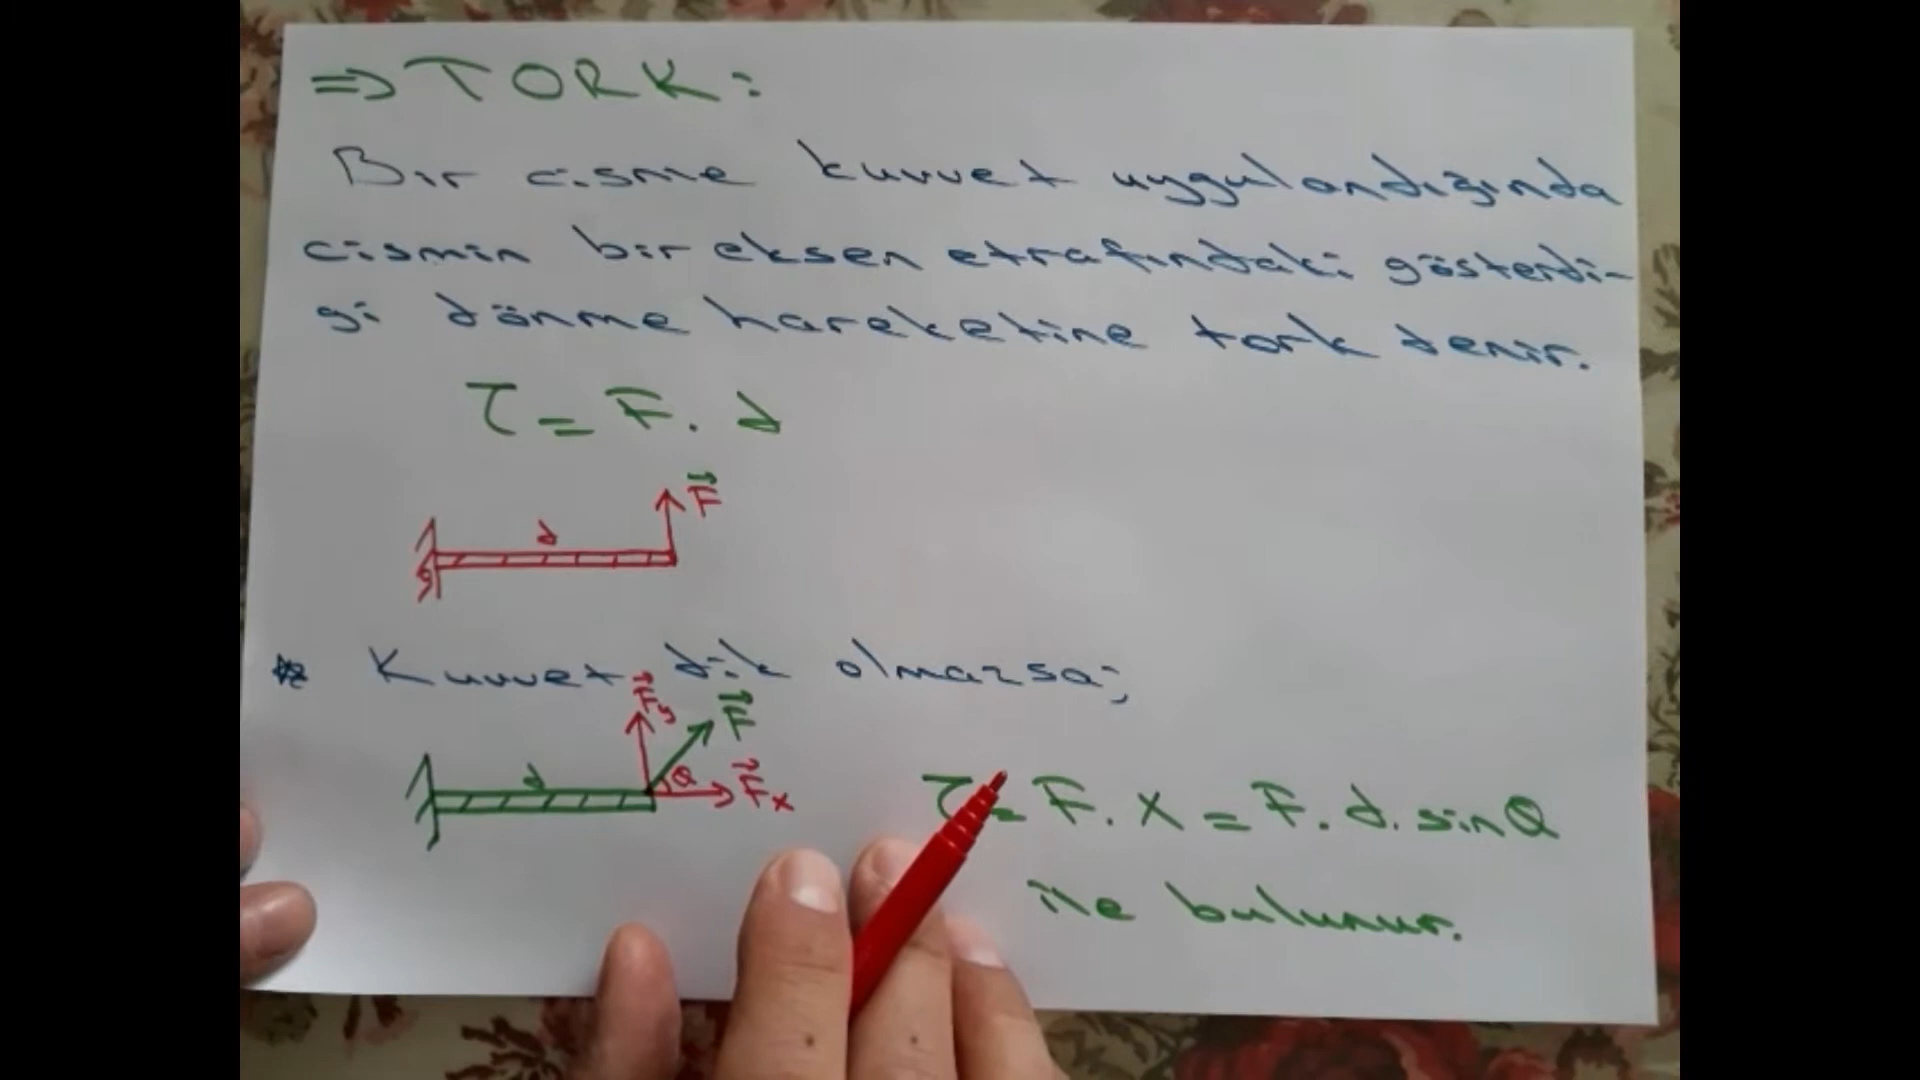 ⇒ TORK:
Bir cisme kuvvet uygulandığında
cismin bir eksen etrafındaki gösterdi-
ği dönme hareketine tork denir.
τ = F. d
F
d
* Kuvvet dik olmazsa;
Fy
F
d
θ
Fx
τ = F. x = F. d. sinθ
ile bulunur.